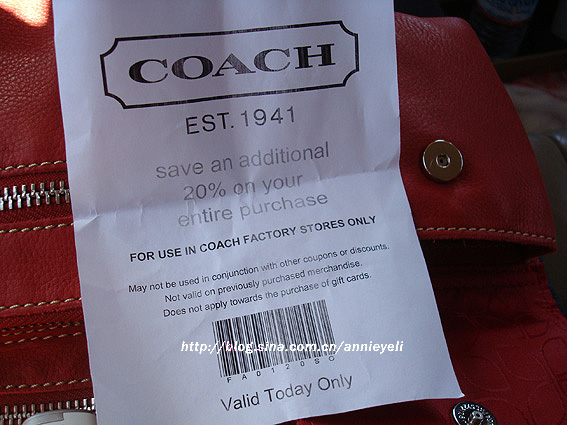 COACH
EST. 1941
save an additional
20% on your
entire purchase
FOR USE IN COACH FACTORY STORES ONLY
May not be used in conjunction with other coupons or discounts.
Not valid on previously purchased merchandise.
Does not apply towards the purchase of gift cards.
http://blog.sina.com.cn/annieyeli
FA0120SO
Valid Today Only